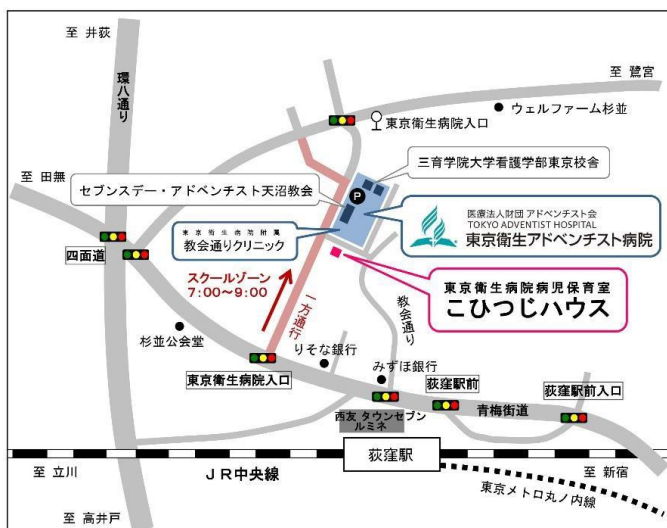 至 井荻
環八通り
至 鷺宮
ウェルファーム杉並
東京衛生病院入口
至 田無
三育学院大学看護学部東京校舎
セブンスデー・アドベンチスト天沼教会
P
東京衛生病院附属
教会通りクリニック
医療法人財団 アドベンチスト会
TOKYO ADVENTIST HOSPITAL
東京衛生アドベンチスト病院
四面道
スクールゾーン
7:00〜9:00
一方通行
東京衛生病院病児保育室
こひつじハウス
教会通り
杉並公会堂
りそな銀行
東京衛生病院入口
みずほ銀行
荻窪駅前
荻窪駅前入口
西友 タウンセブン
ルミネ
青梅街道
荻窪駅
至 立川
JR中央線
至 新宿
東京メトロ丸ノ内線
至 高井戸